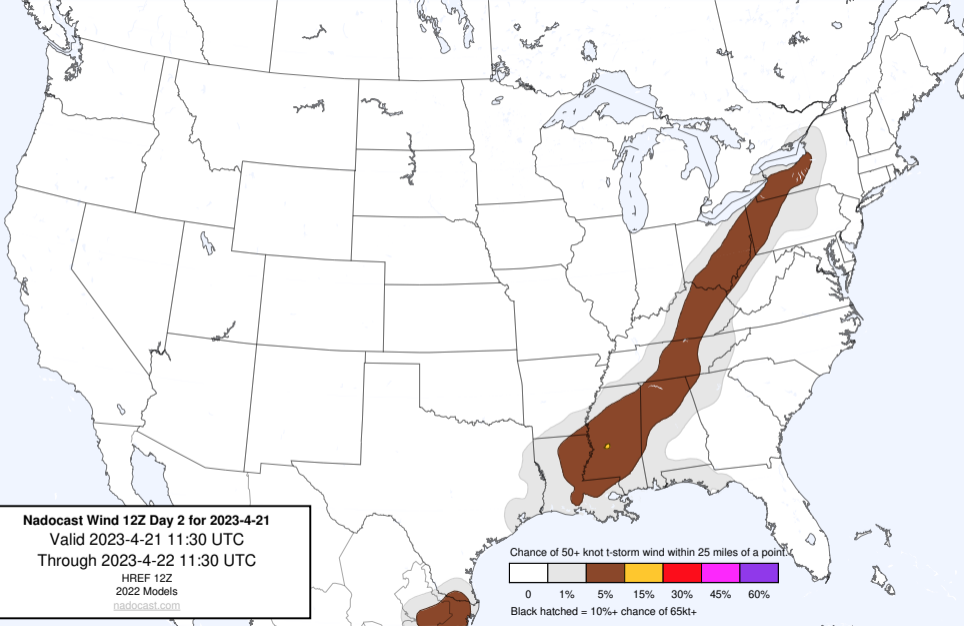 Nadocast Wind 12Z Day 2 for 2023-4-21
Valid 2023-4-21 11:30 UTC
Through 2023-4-22 11:30 UTC
HREF 12Z
2022 Models
nadocast.com
Chance of 50+ knot t-storm wind within 25 miles of a point.
0 1% 5% 15% 30% 45% 60%
Black hatched = 10%+ chance of 65kt+